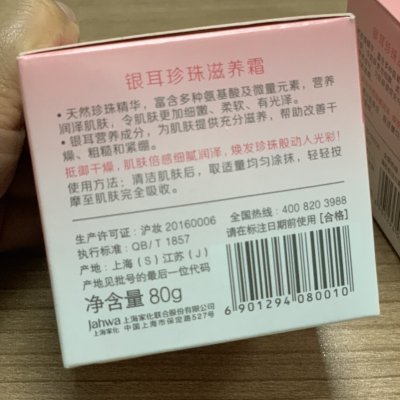 银耳珍珠滋养霜
• 天然珍珠精华，富含多种氨基酸及微量元素，营养
润泽肌肤，令肌肤更加细嫩、柔软、有光泽。
• 银耳营养成分，为肌肤提供充分滋养，帮助改善干
燥、粗糙和紧绷。
抵御干燥，肌肤倍感细腻润泽，焕发珍珠般动人光彩！
使用方法：清洁肌肤后，取适量均匀涂抹，轻轻按
摩至肌肤完全吸收。
生产许可证：沪妆 20160006
执行标准：QB/T 1857
产地：上海（S）江苏（J）
产地见批号的最后一位代码
全国热线：400 820 3988
请在标注日期前使用 [合格]
净含量 80g
Jahwa 上海家化联合股份有限公司
上海家化 中国上海市保定路527号
6 901294 080010
银耳珍珠